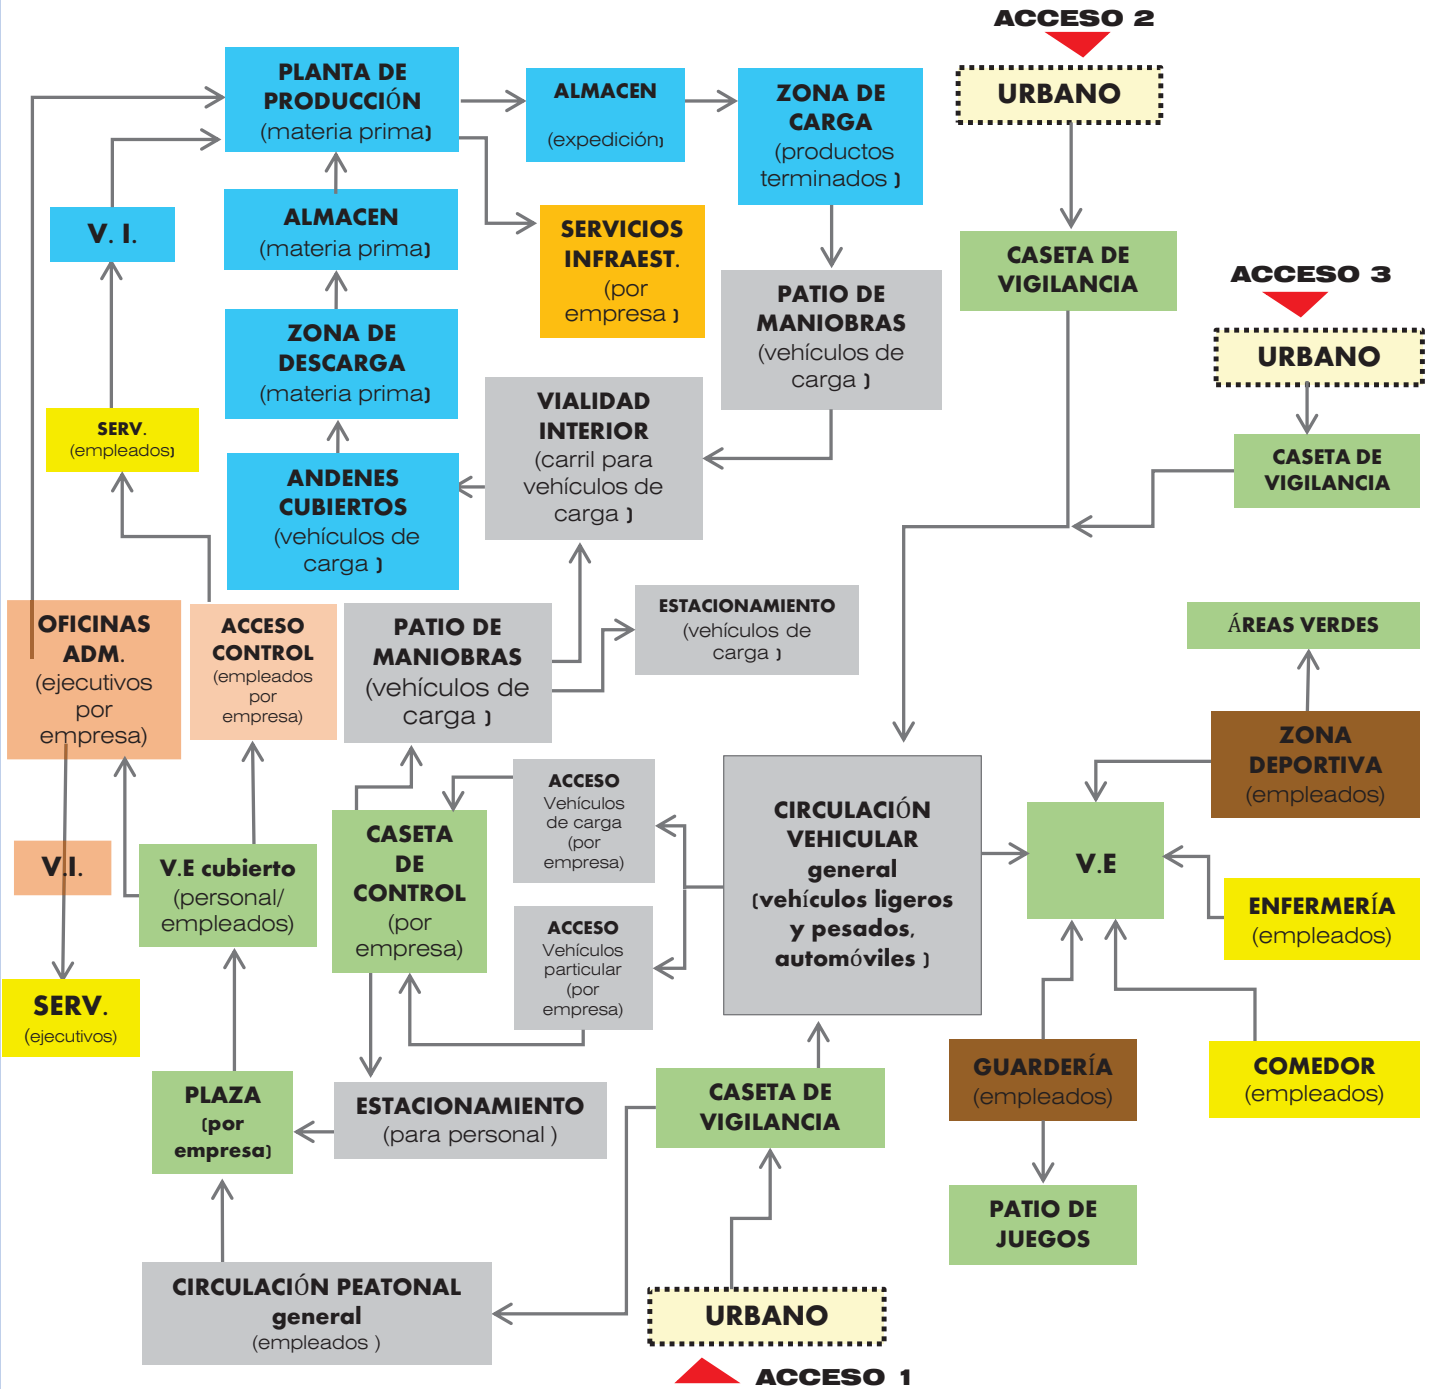 ACCESO 2
URBANO
PLANTA DE
PRODUCCIÓN
(materia prima)
ALMACEN
(expedición)
ZONA DE
CARGA
(productos
terminados )
V. I.
ALMACEN
(materia prima)
SERVICIOS
INFRAEST.
(por
empresa )
CASETA DE
VIGILANCIA
ACCESO 3
URBANO
PATIO DE
MANIOBRAS
(vehículos de
carga )
ZONA DE
DESCARGA
(materia prima)
VIALIDAD
INTERIOR
(carril para
vehículos de
carga )
SERV.
(empleados)
ANDENES
CUBIERTOS
(vehículos de
carga )
CASETA DE
VIGILANCIA
OFICINAS
ADM.
(ejecutivos
por
empresa)
ACCESO
CONTROL
(empleados
por
empresa)
PATIO DE
MANIOBRAS
(vehículos de
carga )
ESTACIONAMIENTO
(vehículos de
carga )
ÁREAS VERDES
ZONA
DEPORTIVA
(empleados)
V.I.
V.E cubierto
(personal/
empleados)
CASETA
DE
CONTROL
(por
empresa)
ACCESO
Vehículos
de carga
(por
empresa)
ACCESO
Vehículos
particular
(por
empresa)
CIRCULACIÓN
VEHICULAR
general
(vehículos ligeros
y pesados,
automóviles )
V.E
ENFERMERÍA
(empleados)
SERV.
(ejecutivos)
PLAZA
(por
empresa)
ESTACIONAMIENTO
(para personal )
CASETA DE
VIGILANCIA
GUARDERÍA
(empleados)
COMEDOR
(empleados)
PATIO DE
JUEGOS
CIRCULACIÓN PEATONAL
general
(empleados )
URBANO
ACCESO 1